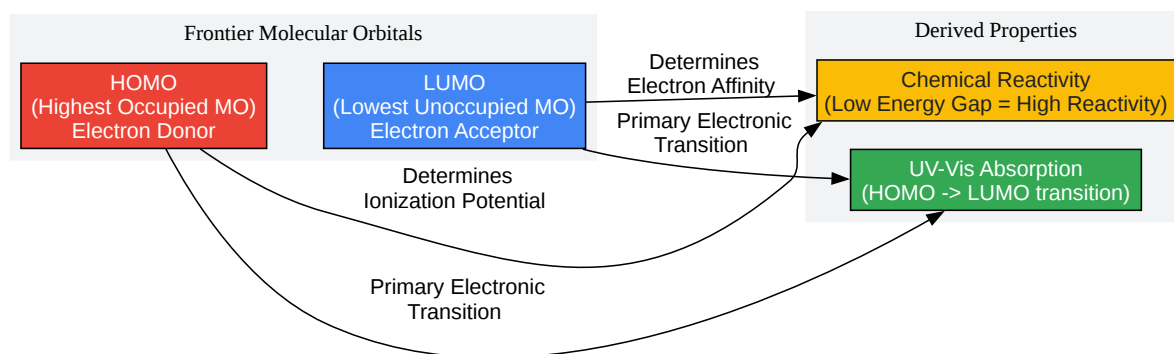 Frontier Molecular Orbitals
HOMO
(Highest Occupied MO)
Electron Donor
LUMO
(Lowest Unoccupied MO)
Electron Acceptor
Determines
Electron Affinity
Primary Electronic
Transition
Determines
Ionization Potential
Primary Electronic
Transition
Derived Properties
Chemical Reactivity
(Low Energy Gap = High Reactivity)
UV-Vis Absorption
(HOMO -> LUMO transition)